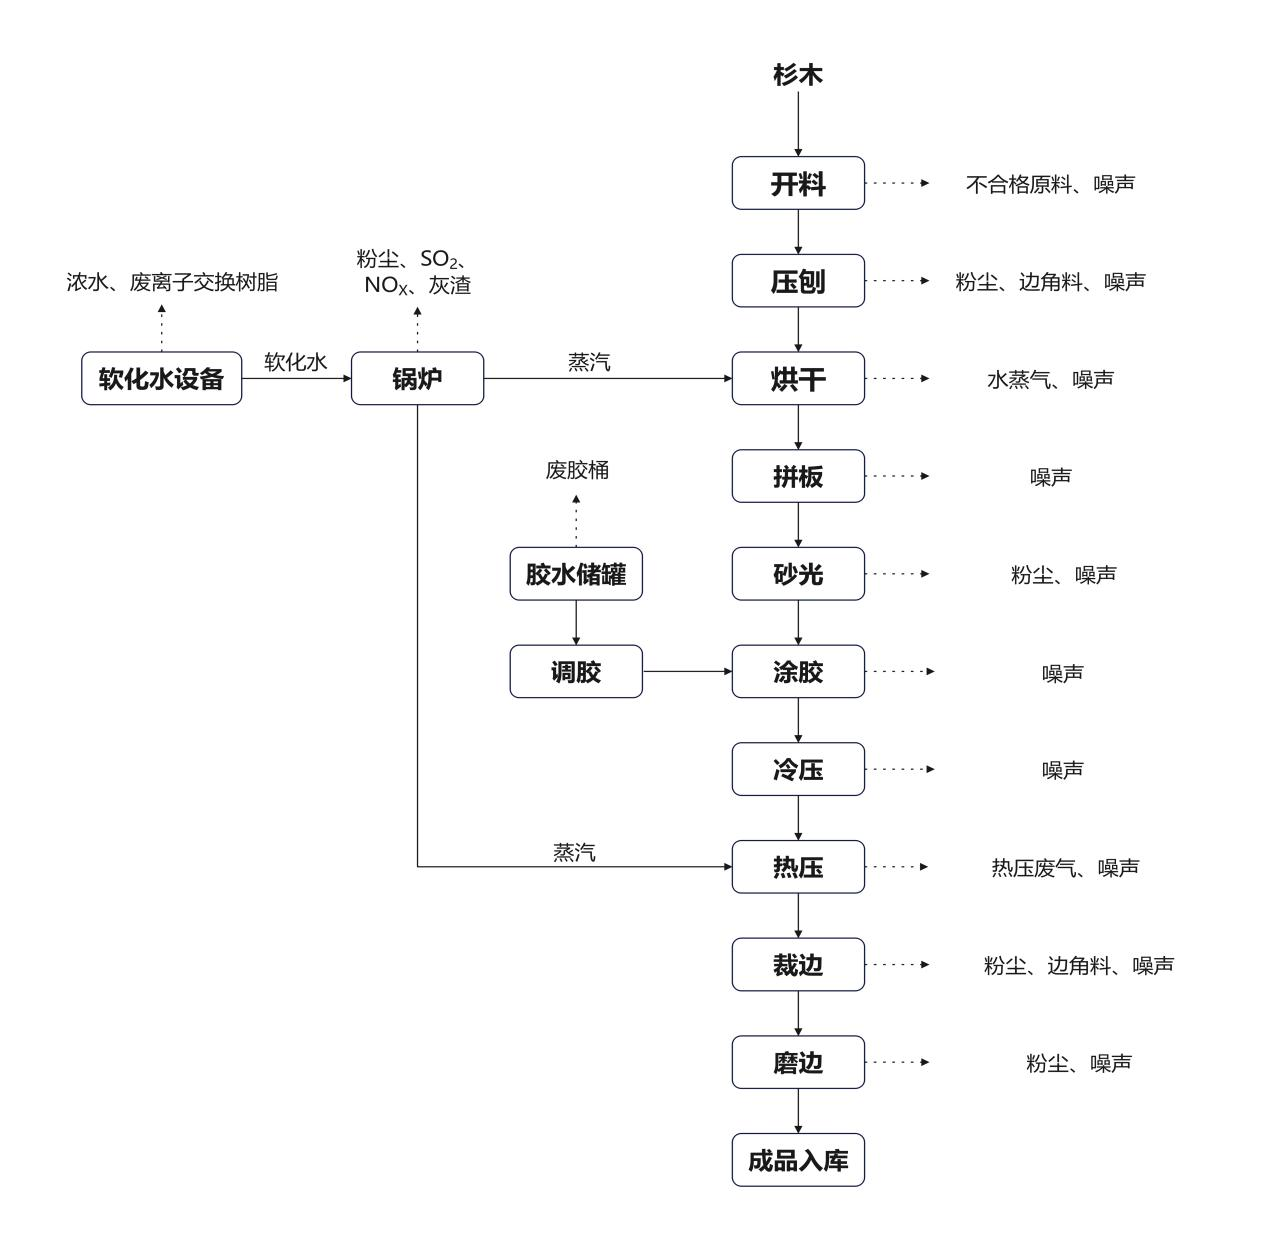 杉木
开料
不合格原料、噪声
压刨
粉尘、边角料、噪声
粉尘、SO₂、
NOX、灰渣
浓水、废离子交换树脂
软化水设备
软化水
锅炉
蒸汽
烘干
水蒸气、噪声
拼板
噪声
废胶桶
胶水储罐
砂光
粉尘、噪声
调胶
涂胶
噪声
冷压
噪声
蒸汽
热压
热压废气、噪声
裁边
粉尘、边角料、噪声
磨边
粉尘、噪声
成品入库